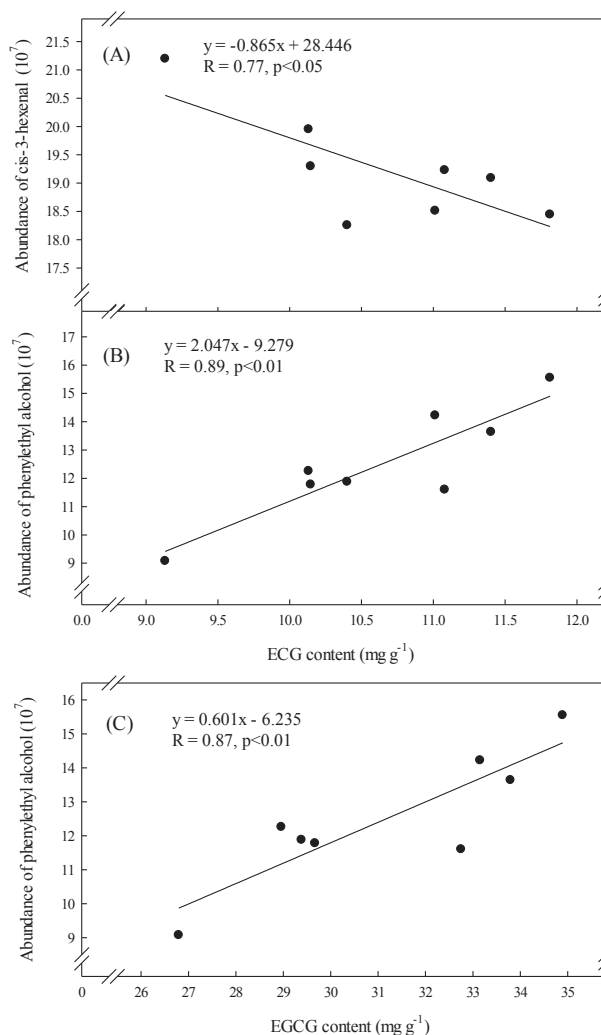 (A)
y = -0.865x + 28.446
R = 0.77, p<0.05
Abundance of cis-3-hexenal (10⁷)
21.5
21.0
20.5
20.0
19.0
18.5
18.0
17.5
(B)
y = 2.047x - 9.279
R = 0.89, p<0.01
Abundance of phenylethyl alcohol (10⁷)
17
16
15
14
13
12
11
10
9
0.0 9.0 9.5 10.0 10.5 11.0 11.5 12.0
ECG content (mg g⁻¹)
(C)
y = 0.601x - 6.235
R = 0.87, p<0.01
Abundance of phenylethyl alcohol (10⁷)
16
15
14
13
12
11
10
9
0 26 27 28 29 30 31 32 33 34 35
EGCG content (mg g⁻¹)